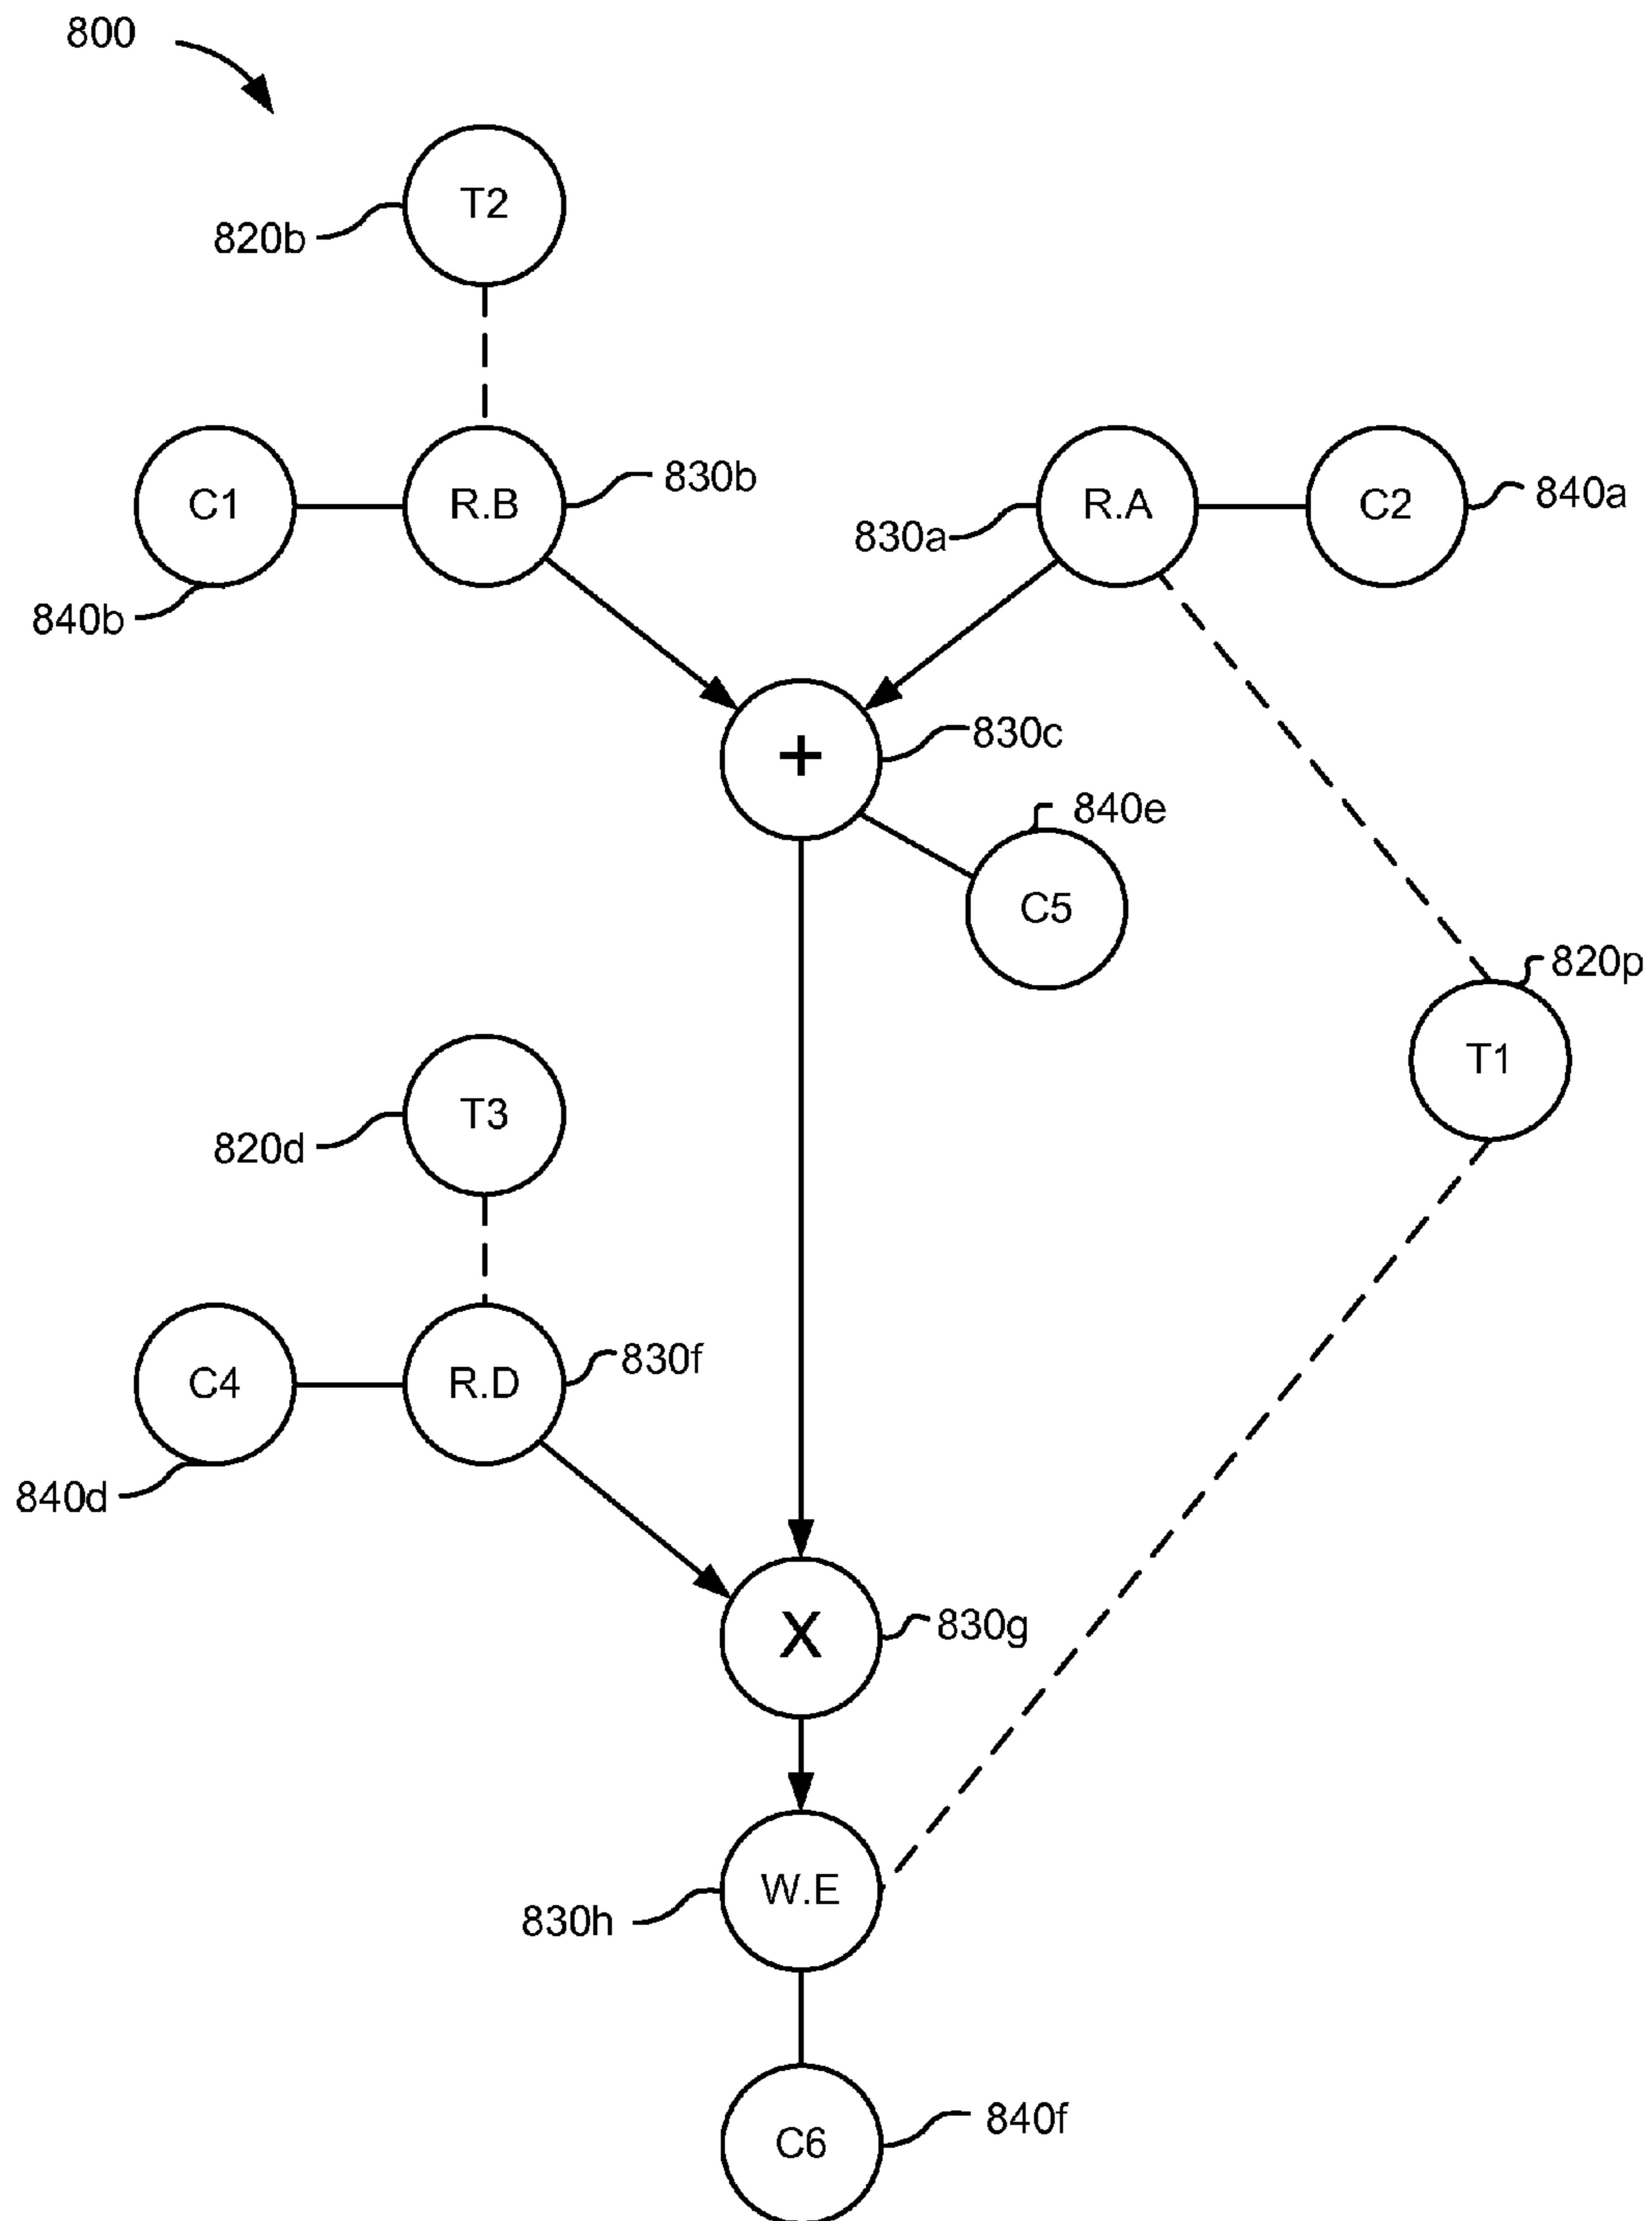 800
T2
820b
C1
R.B
830b
830a
R.A
C2
840a
840b
+
830c
840e
C5
820p
T1
T3
820d
C4
R.D
830f
840d
X
830g
W.E
830h
C6
840f